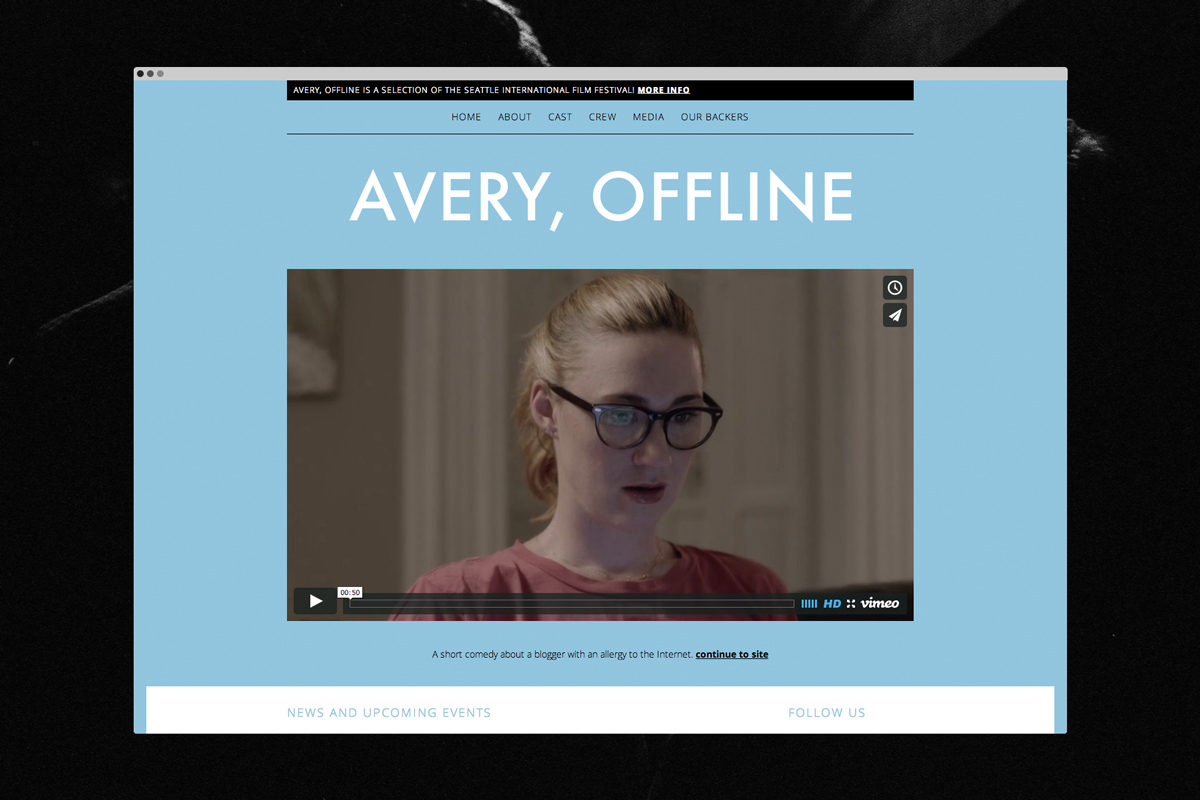 AVERY, OFFLINE IS A SELECTION OF THE SEATTLE INTERNATIONAL FILM FESTIVAL! MORE INFO
HOME ABOUT CAST CREW MEDIA OUR BACKERS
AVERY, OFFLINE
00:50
HD vimeo
A short comedy about a blogger with an allergy to the Internet. continue to site
NEWS AND UPCOMING EVENTS FOLLOW US